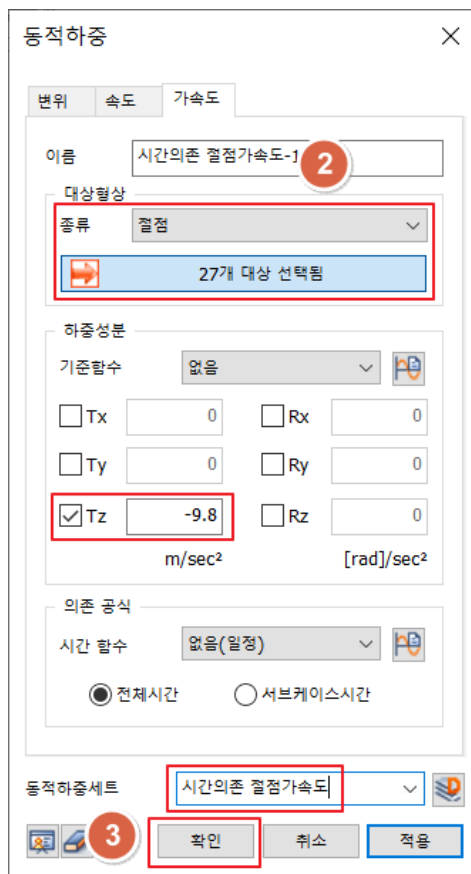 동적하중
변위 속도 가속도
이름 시간의존 절점가속도-1
2
대상형상
종류 절점
27개 대상 선택됨
하중성분
기준함수 없음
Tx 0 Rx 0
Ty 0 Ry 0
Tz -9.8 Rz 0
m/sec² [rad]/sec²
의존 공식
시간 함수 없음(일정)
전체시간 서브케이스시간
동적하중세트 시간의존 절점가속도
3 확인 취소 적용